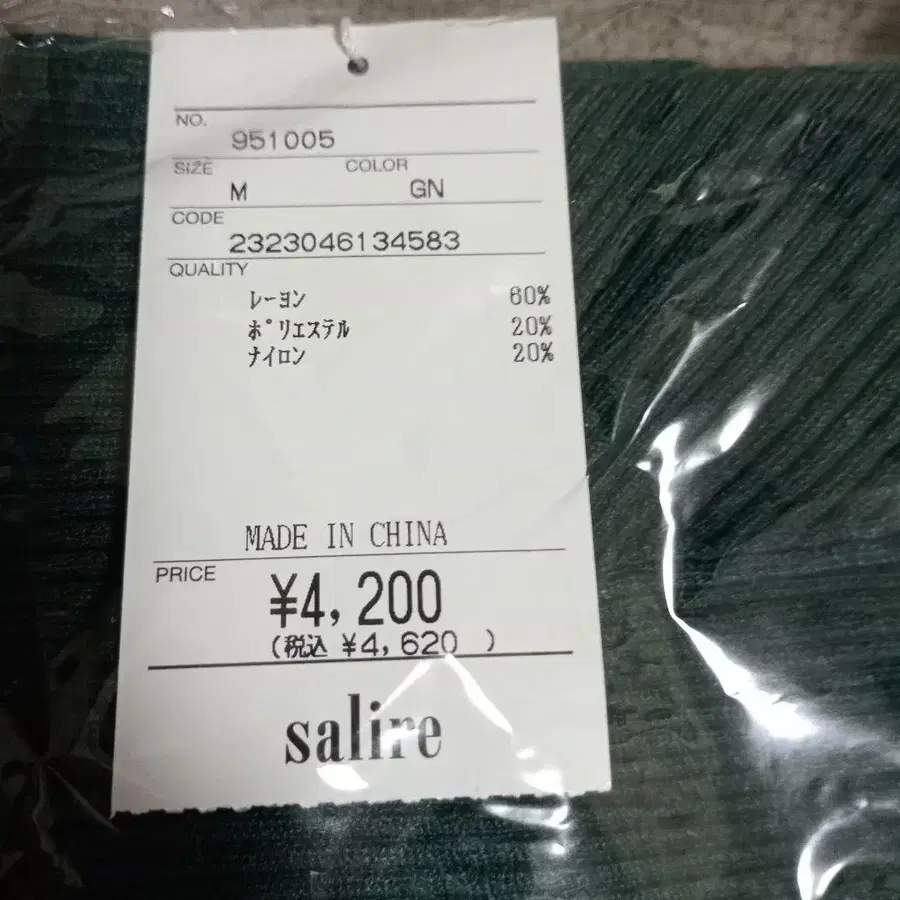 NO.
951005
SIZE COLOR
M GN
CODE
2323046134583
QUALITY
レーヨン 60%
ポリエステル 20%
ナイロン 20%
MADE IN CHINA
PRICE
¥4,200
(税込 ¥4,620 )
salire